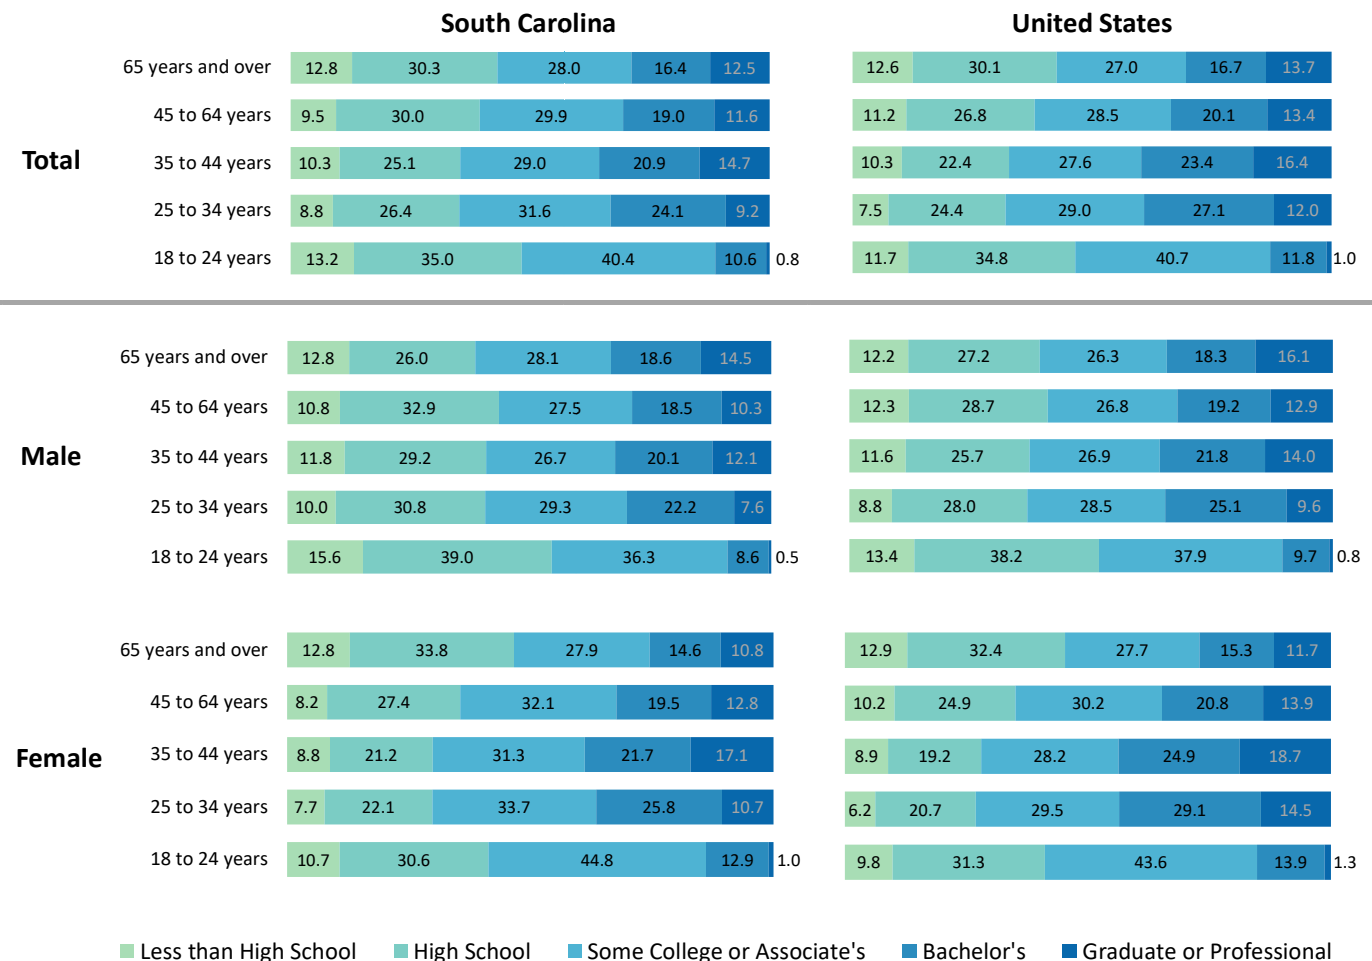 South Carolina United States
Total
65 years and over 12.8 30.3 28.0 16.4 12.5 12.6 30.1 27.0 16.7 13.7
45 to 64 years 9.5 30.0 29.9 19.0 11.6 11.2 26.8 28.5 20.1 13.4
35 to 44 years 10.3 25.1 29.0 20.9 14.7 10.3 22.4 27.6 23.4 16.4
25 to 34 years 8.8 26.4 31.6 24.1 9.2 7.5 24.4 29.0 27.1 12.0
18 to 24 years 13.2 35.0 40.4 10.6 0.8 11.7 34.8 40.7 11.8 1.0
Male
65 years and over 12.8 26.0 28.1 18.6 14.5 12.2 27.2 26.3 18.3 16.1
45 to 64 years 10.8 32.9 27.5 18.5 10.3 12.3 28.7 26.8 19.2 12.9
35 to 44 years 11.8 29.2 26.7 20.1 12.1 11.6 25.7 26.9 21.8 14.0
25 to 34 years 10.0 30.8 29.3 22.2 7.6 8.8 28.0 28.5 25.1 9.6
18 to 24 years 15.6 39.0 36.3 8.6 0.5 13.4 38.2 37.9 9.7 0.8
Female
65 years and over 12.8 33.8 27.9 14.6 10.8 12.9 32.4 27.7 15.3 11.7
45 to 64 years 8.2 27.4 32.1 19.5 12.8 10.2 24.9 30.2 20.8 13.9
35 to 44 years 8.8 21.2 31.3 21.7 17.1 8.9 19.2 28.2 24.9 18.7
25 to 34 years 7.7 22.1 33.7 25.8 10.7 6.2 20.7 29.5 29.1 14.5
18 to 24 years 10.7 30.6 44.8 12.9 1.0 9.8 31.3 43.6 13.9 1.3
Less than High School High School Some College or Associate's Bachelor's Graduate or Professional